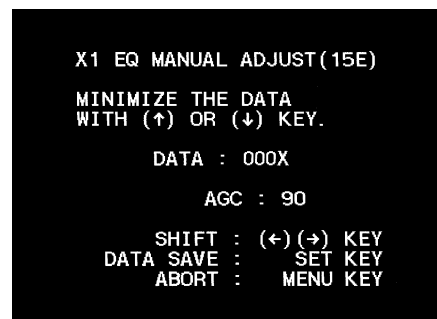 X1 EQ MANUAL ADJUST(15E)
MINIMIZE THE DATA
WITH (↑) OR (↓) KEY.
DATA : 000X
AGC : 90
SHIFT : (←)(→) KEY
DATA SAVE : SET KEY
ABORT : MENU KEY